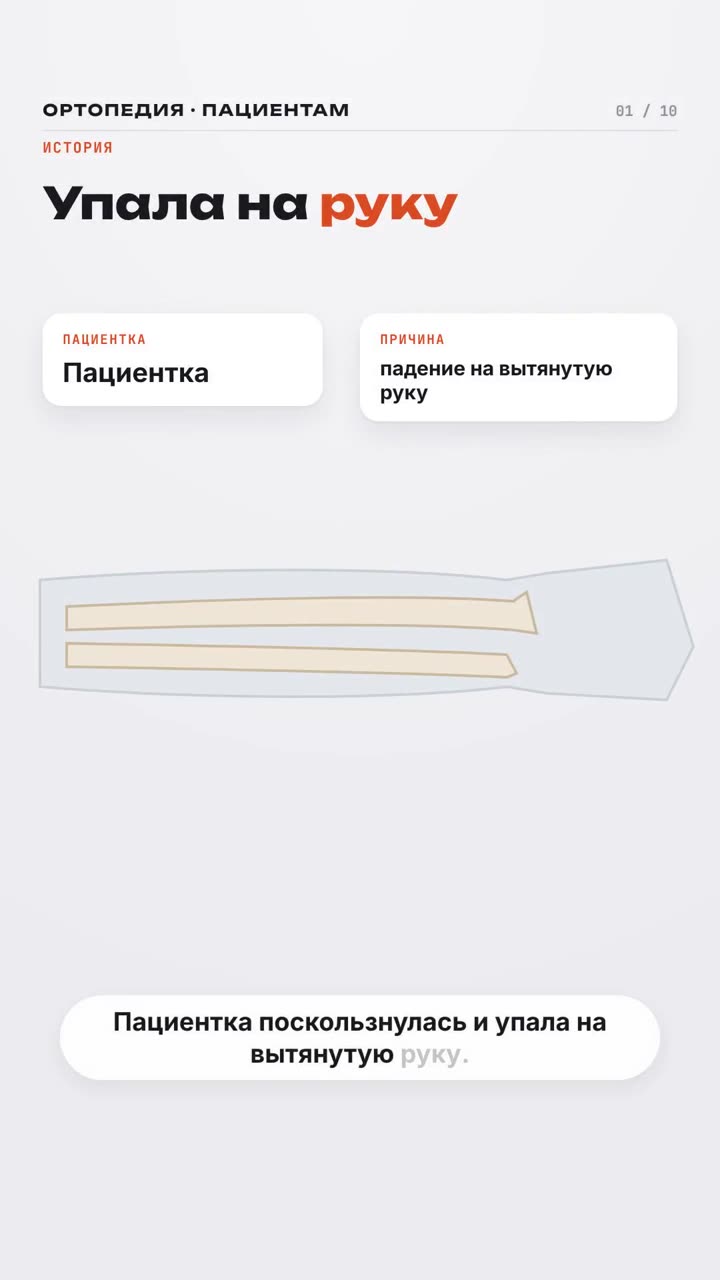 ОРТОПЕДИЯ · ПАЦИЕНТАМ
01 / 10
ИСТОРИЯ
Упала на руку
ПАЦИЕНТКА
Пациентка
ПРИЧИНА
падение на вытянутую
руку
Пациентка поскользнулась и упала на
вытянутую руку.